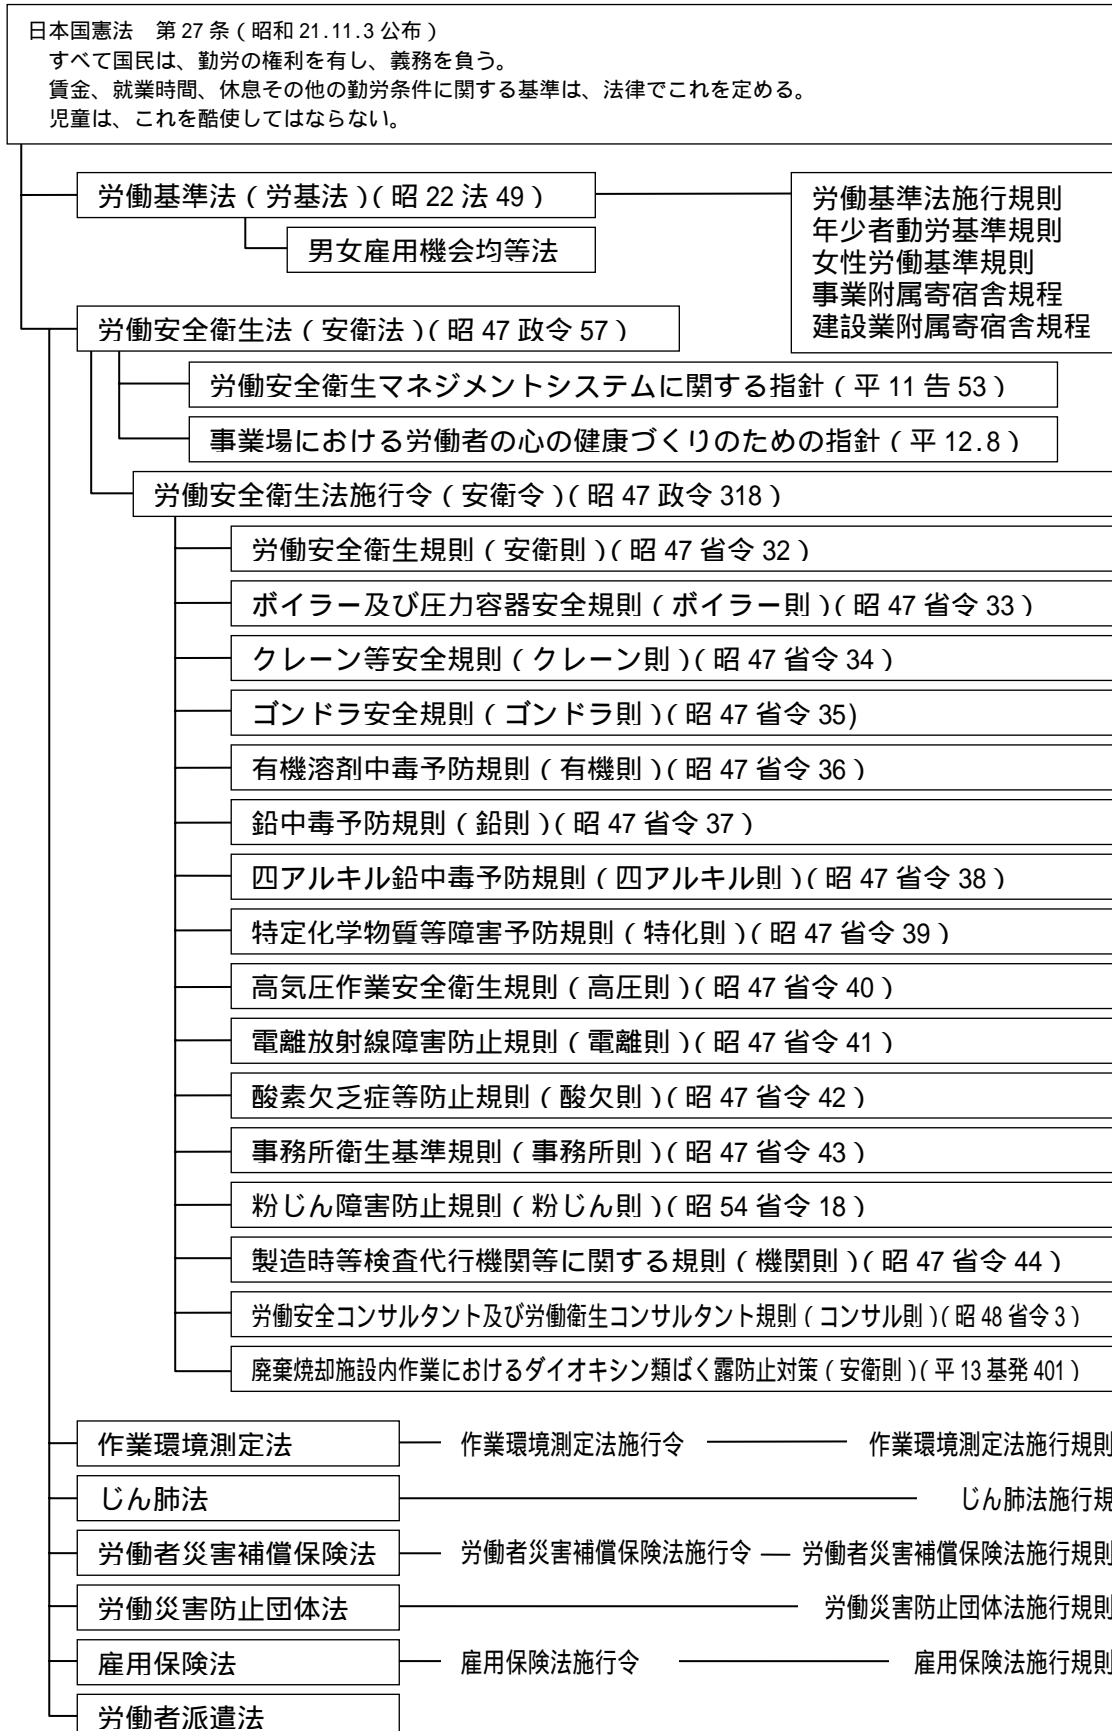 日本国憲法　第27条(昭和21.11.3公布)
すべて国民は、勤労の権利を有し、義務を負う。
賃金、就業時間、休息その他の勤労条件に関する基準は、法律でこれを定める。
児童は、これを酷使してはならない。
労働基準法(労基法)(昭22法49)
労働基準法施行規則
年少者動労基準規則
女性労働基準規則
事業附属寄宿舎規程
建設業附属寄宿舎規程
男女雇用機会均等法
労働安全衛生法(安衛法)(昭47政令57)
労働安全衛生マネジメントシステムに関する指針(平11告53)
事業場における労働者の心の健康づくりのための指針(平12.8)
労働安全衛生法施行令(安衛令)(昭47政令318)
労働安全衛生規則(安衛則)(昭47省令32)
ボイラー及び圧力容器安全規則(ボイラー則)(昭47省令33)
クレーン等安全規則(クレーン則)(昭47省令34)
ゴンドラ安全規則(ゴンドラ則)(昭47省令35)
有機溶剤中毒予防規則(有機則)(昭47省令36)
鉛中毒予防規則(鉛則)(昭47省令37)
四アルキル鉛中毒予防規則(四アルキル則)(昭47省令38)
特定化学物質等障害予防規則(特化則)(昭47省令39)
高気圧作業安全衛生規則(高圧則)(昭47省令40)
電離放射線障害防止規則(電離則)(昭47省令41)
酸素欠乏症等防止規則(酸欠則)(昭47省令42)
事務所衛生基準規則(事務所則)(昭47省令43)
粉じん障害防止規則(粉じん則)(昭54省令18)
製造時等検査代行機関等に関する規則(機関則)(昭47省令44)
労働安全コンサルタント及び労働衛生コンサルタント規則(コンサル則)(昭48省令3)
廃棄焼却施設内作業におけるダイオキシン類ばく露防止対策(安衛則)(平13基発401)
作業環境測定法　作業環境測定法施行令　作業環境測定法施行規則
じん肺法　じん肺法施行規
労働者災害補償保険法　労働者災害補償保険法施行令　労働者災害補償保険法施行規則
労働災害防止団体法　労働災害防止団体法施行規則
雇用保険法　雇用保険法施行令　雇用保険法施行規則
労働者派遣法